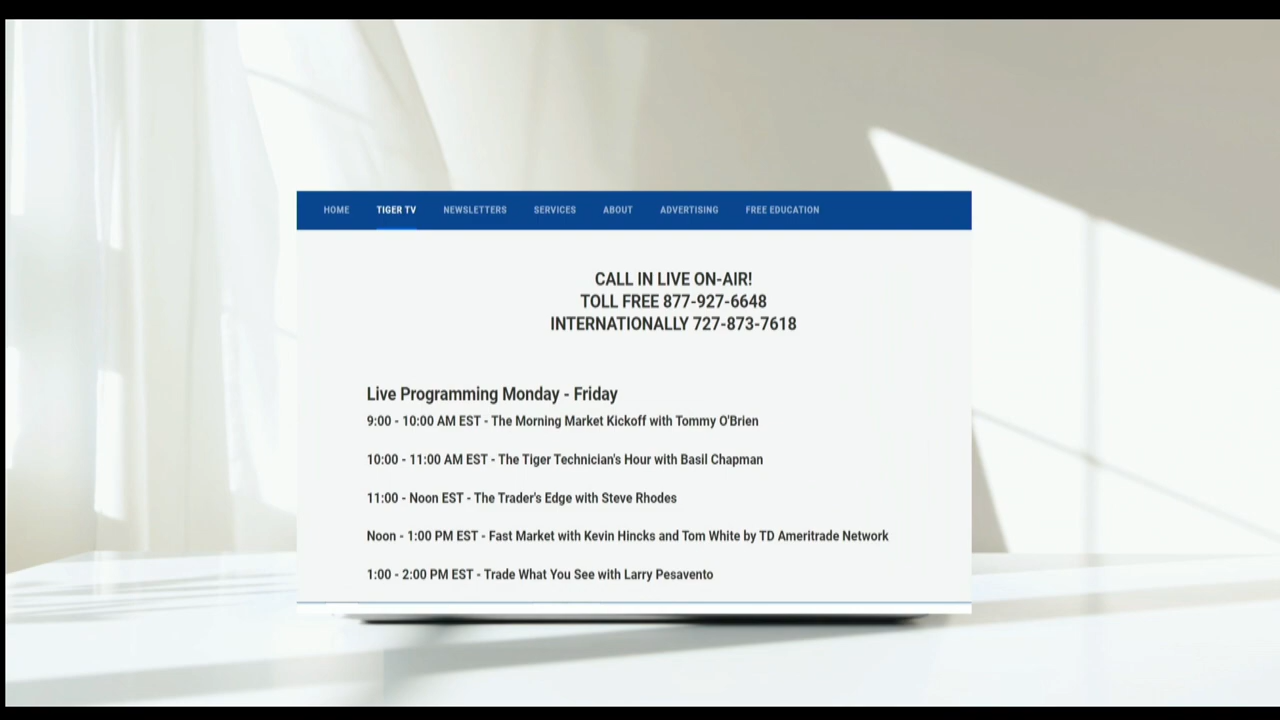 HOME TIGER TV NEWSLETTERS SERVICES ABOUT ADVERTISING FREE EDUCATION
CALL IN LIVE ON-AIR!
TOLL FREE 877-927-6648
INTERNATIONALLY 727-873-7618
Live Programming Monday - Friday
9:00 - 10:00 AM EST - The Morning Market Kickoff with Tommy O'Brien
10:00 - 11:00 AM EST - The Tiger Technician's Hour with Basil Chapman
11:00 - Noon EST - The Trader's Edge with Steve Rhodes
Noon - 1:00 PM EST - Fast Market with Kevin Hincks and Tom White by TD Ameritrade Network
1:00 - 2:00 PM EST - Trade What You See with Larry Pesavento